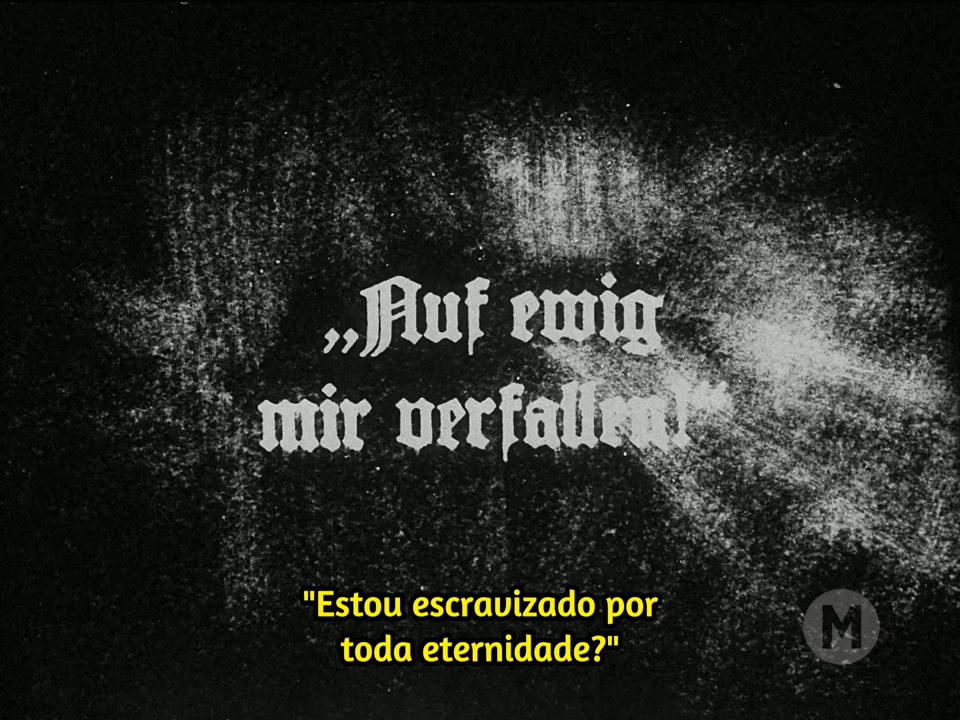 „Auf ewig
mir verfallen!“
"Estou escravizado por
toda eternidade?"
M